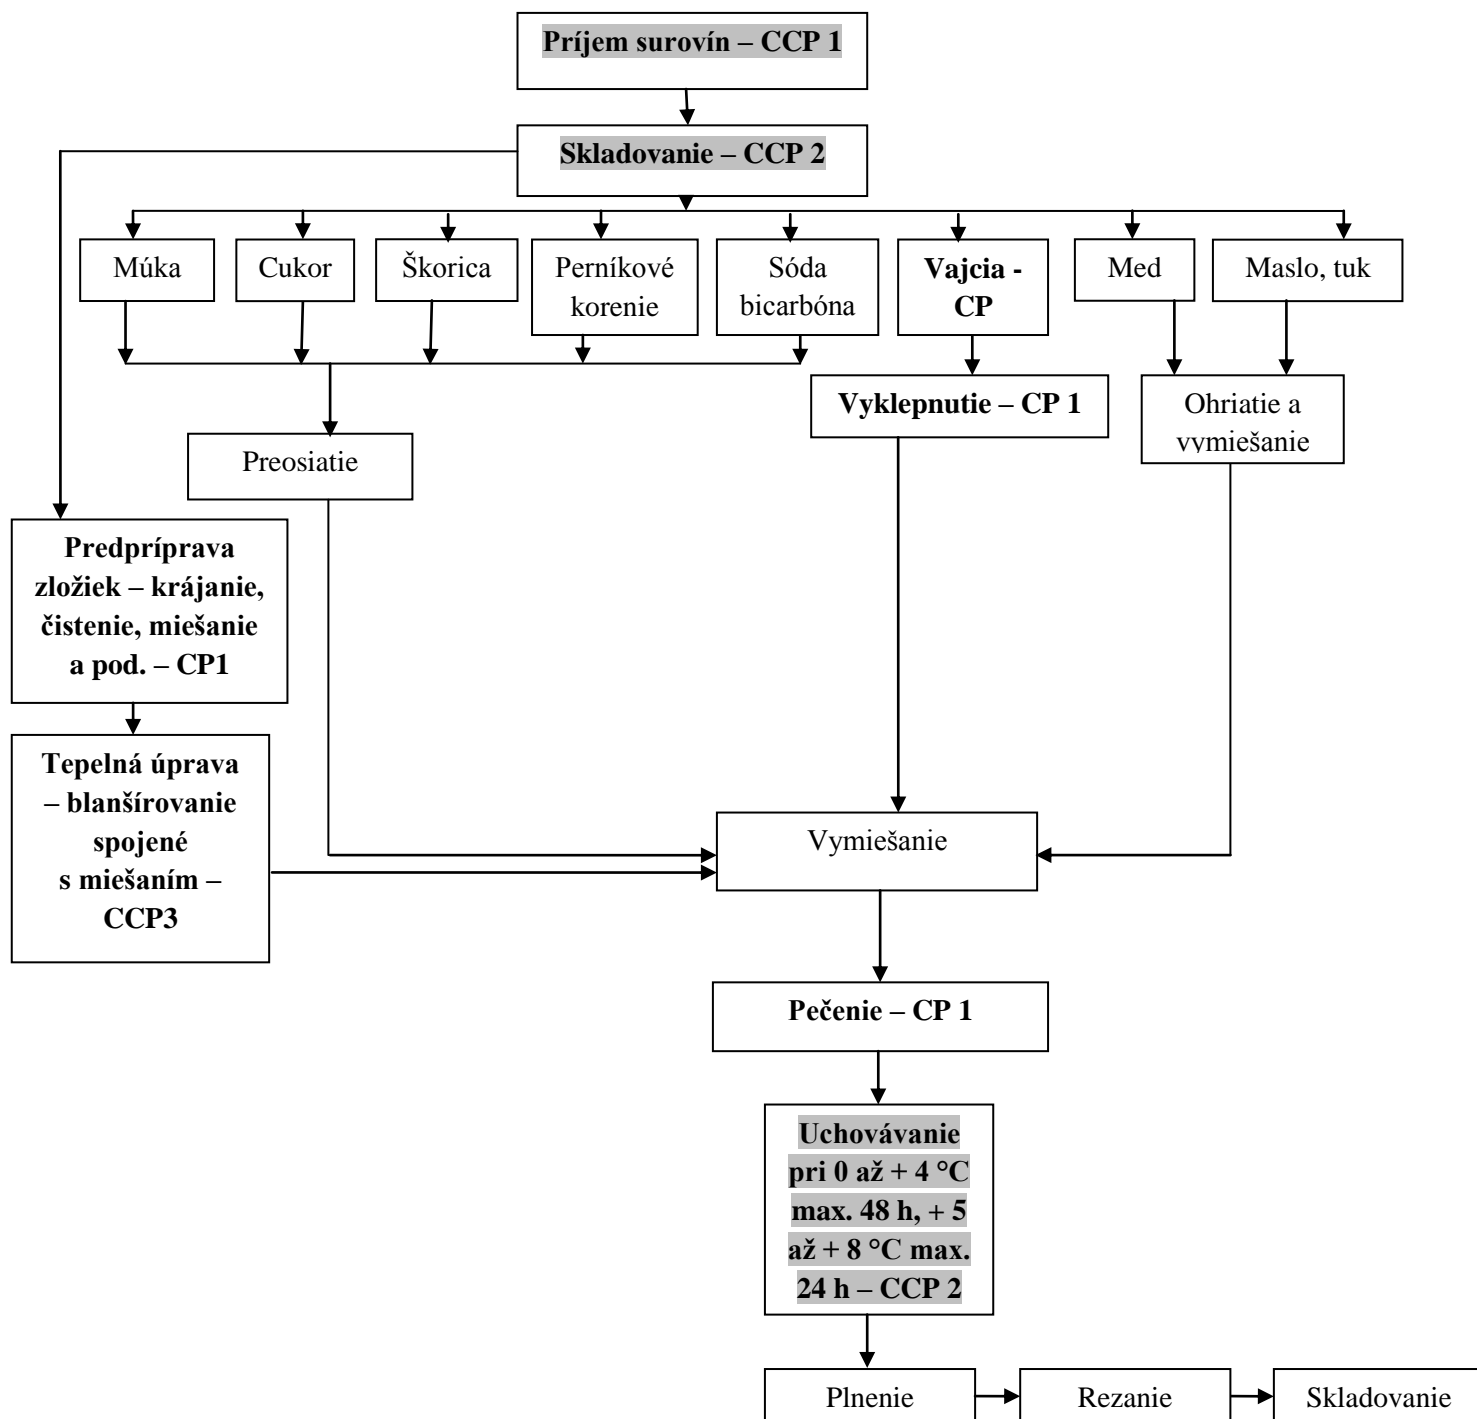 Príjem surovín – CCP 1
Skladovanie – CCP 2
Múka
Cukor
Škorica
Perníkové
korenie
Sóda
bicarbóna
Vajcia -
CP
Med
Maslo, tuk
Vyklepnutie – CP 1
Ohriatie a
vymiešanie
Preosiatie
Predpríprava
zložiek – krájanie,
čistenie, miešanie
a pod. – CP1
Tepelná úprava
– blanšírovanie
spojené
s miešaním –
CCP3
Vymiešanie
Pečenie – CP 1
Uchovávanie
pri 0 až + 4 °C
max. 48 h, + 5
až + 8 °C max.
24 h – CCP 2
Plnenie
Rezanie
Skladovanie